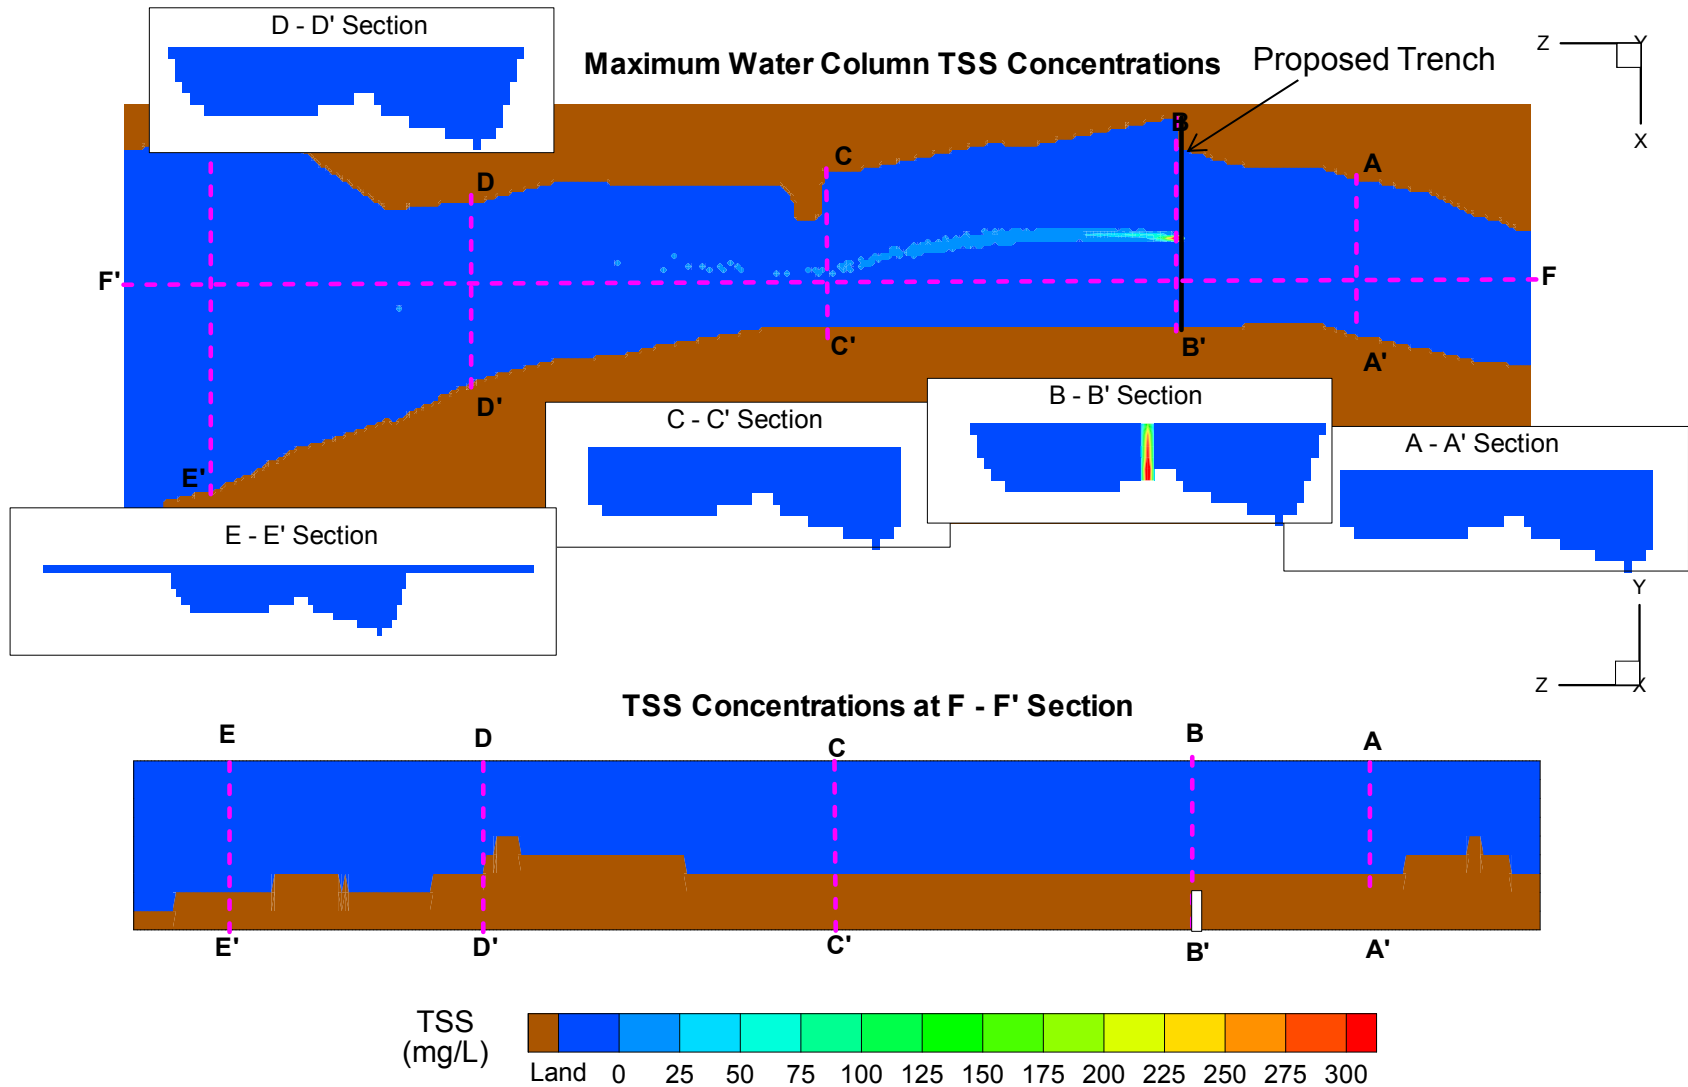 D - D' Section
Maximum Water Column TSS Concentrations
Proposed Trench
Z
Y
X
B
C
A
D
F'
F
C'
B'
A'
D'
E'
B - B' Section
C - C' Section
A - A' Section
E - E' Section
Y
Z
X
TSS Concentrations at F - F' Section
E
D
C
B
A
E'
D'
C'
B'
A'
TSS
(mg/L)
Land 0 25 50 75 100 125 150 175 200 225 250 275 300